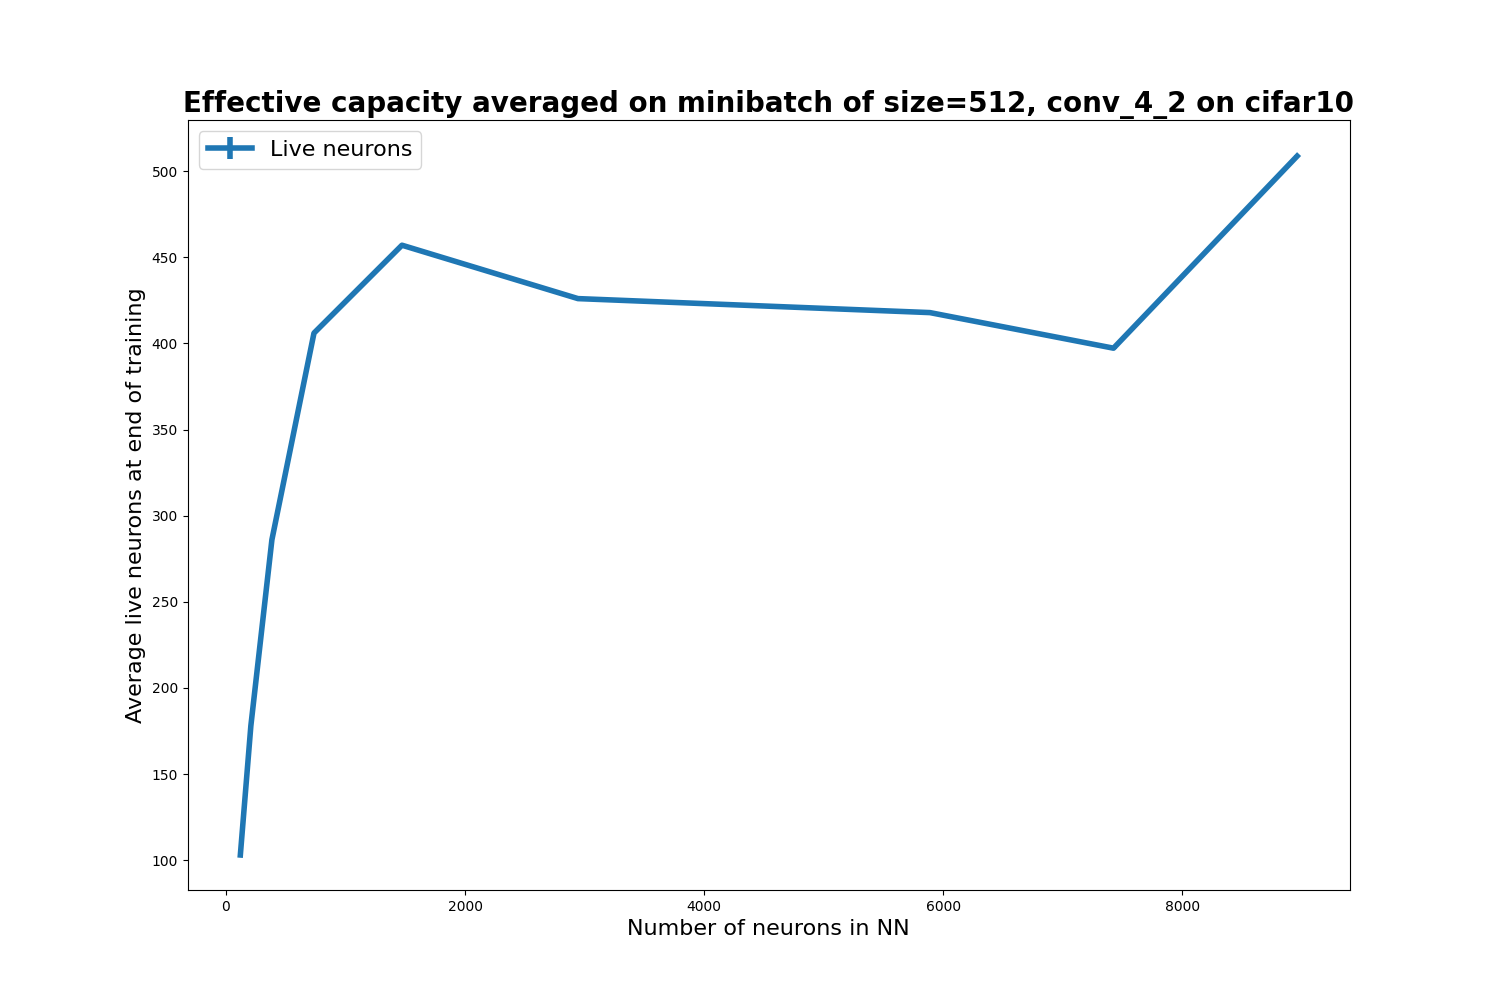 Effective capacity averaged on minibatch of size=512, conv_4_2 on cifar10
Live neurons
500
450
400
350
300
250
200
150
100
Average live neurons at end of training
0 2000 4000 6000 8000
Number of neurons in NN